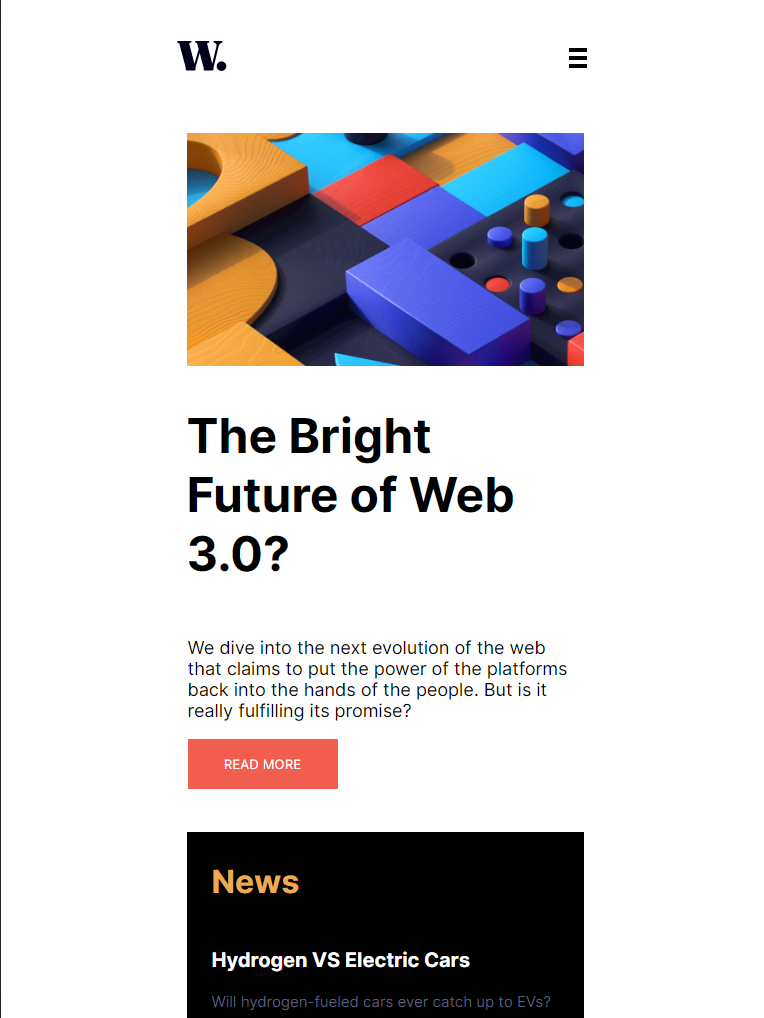 W.
The Bright
Future of Web
3.0?
We dive into the next evolution of the web
that claims to put the power of the platforms
back into the hands of the people. But is it
really fulfilling its promise?
READ MORE
News
Hydrogen VS Electric Cars
Will hydrogen-fueled cars ever catch up to EVs?